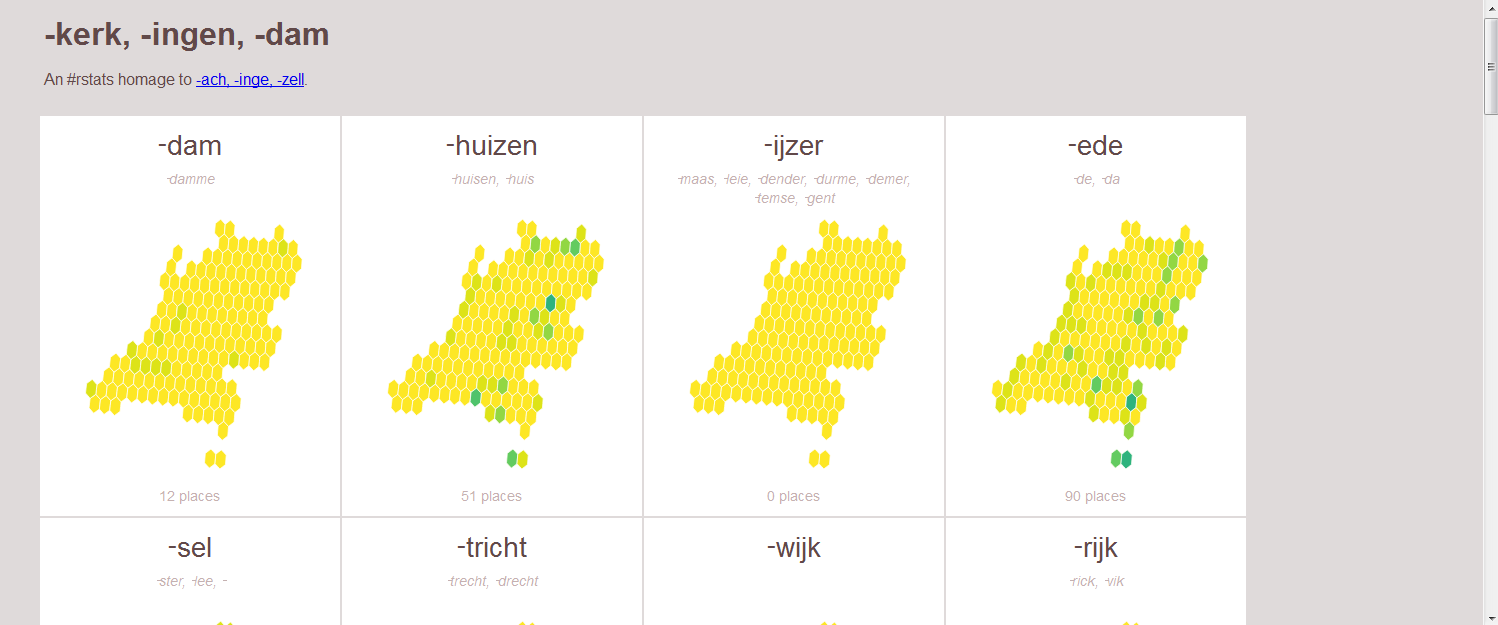 -kerk, -ingen, -dam
An #rstats homage to -ach, -inge, -zell.
-dam
-damme
12 places
-huizen
-huisen, -huis
51 places
-ijzer
-maas, -leie, -dender, -durme, -demer,
-temse, -gent
0 places
-ede
-de, -da
90 places
-sel
-ster, -lee, -
-tricht
-trecht, -drecht
-wijk
-rijk
-rick, -vik